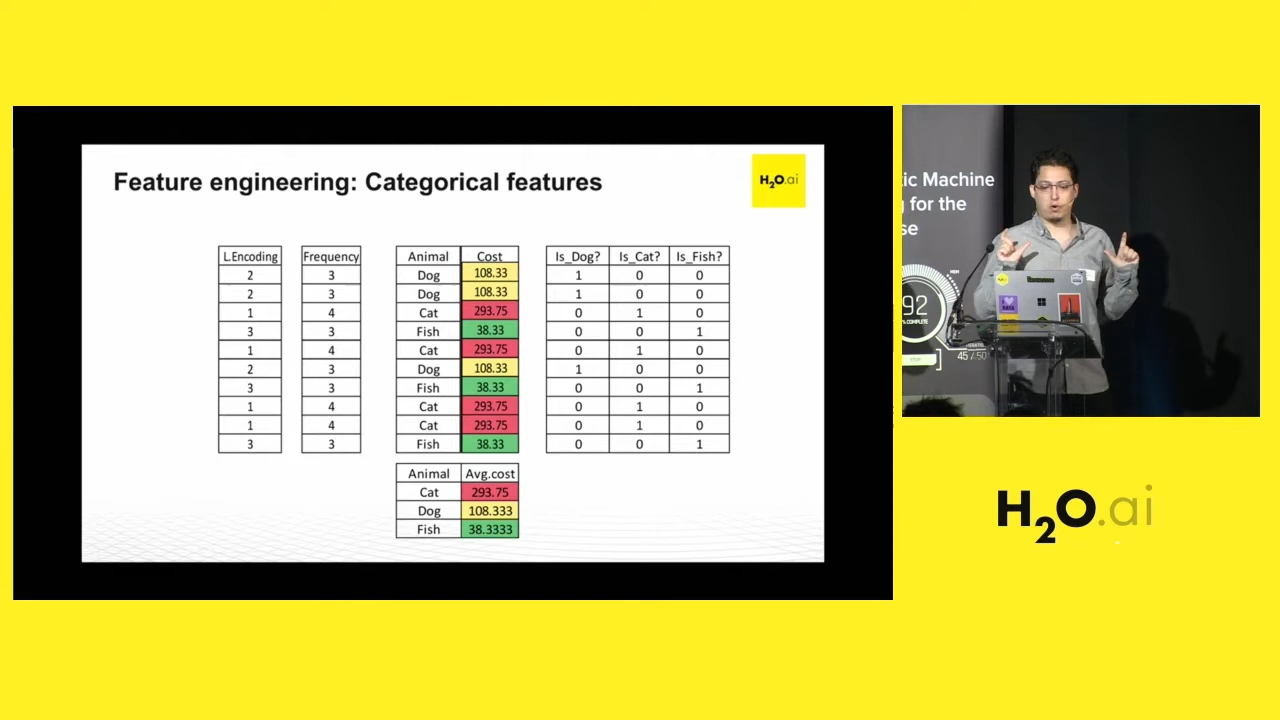 Feature engineering: Categorical features
H2O.ai
L.Encoding Frequency Animal Cost Is_Dog? Is_Cat? Is_Fish?
2 3 Dog 108.33 1 0 0
2 3 Dog 108.33 1 0 0
1 4 Cat 293.75 0 1 0
3 3 Fish 38.33 0 0 1
1 4 Cat 293.75 0 1 0
2 3 Dog 108.33 1 0 0
3 3 Fish 38.33 0 0 1
1 4 Cat 293.75 0 1 0
1 4 Cat 293.75 0 1 0
3 3 Fish 38.33 0 0 1
Animal Avg.cost
Cat 293.75
Dog 108.333
Fish 38.3333
tic Machine
g for the
se
92
% COMPLETE
45 / 50
H2O.ai